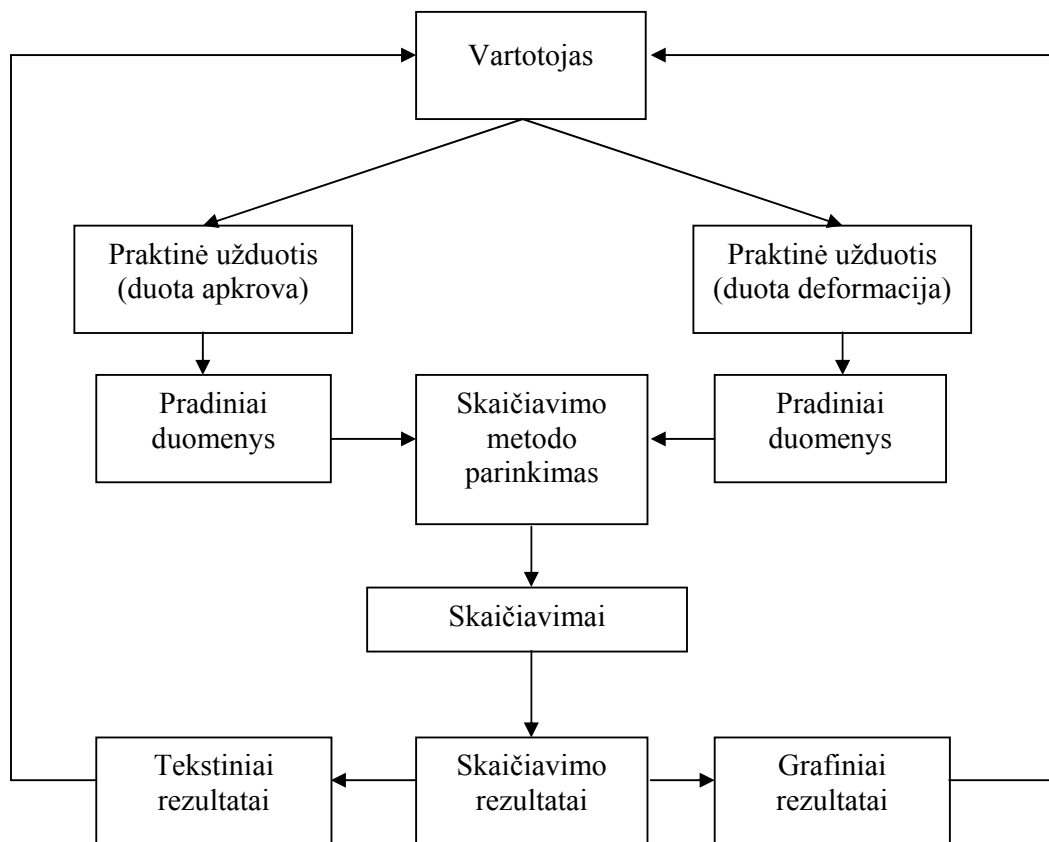 Vartotojas
Praktinė užduotis
(duota apkrova)
Praktinė užduotis
(duota deformacija)
Pradiniai
duomenys
Skaičiavimo
metodo
parinkimas
Pradiniai
duomenys
Skaičiavimai
Tekstiniai
rezultatai
Skaičiavimo
rezultatai
Grafiniai
rezultatai